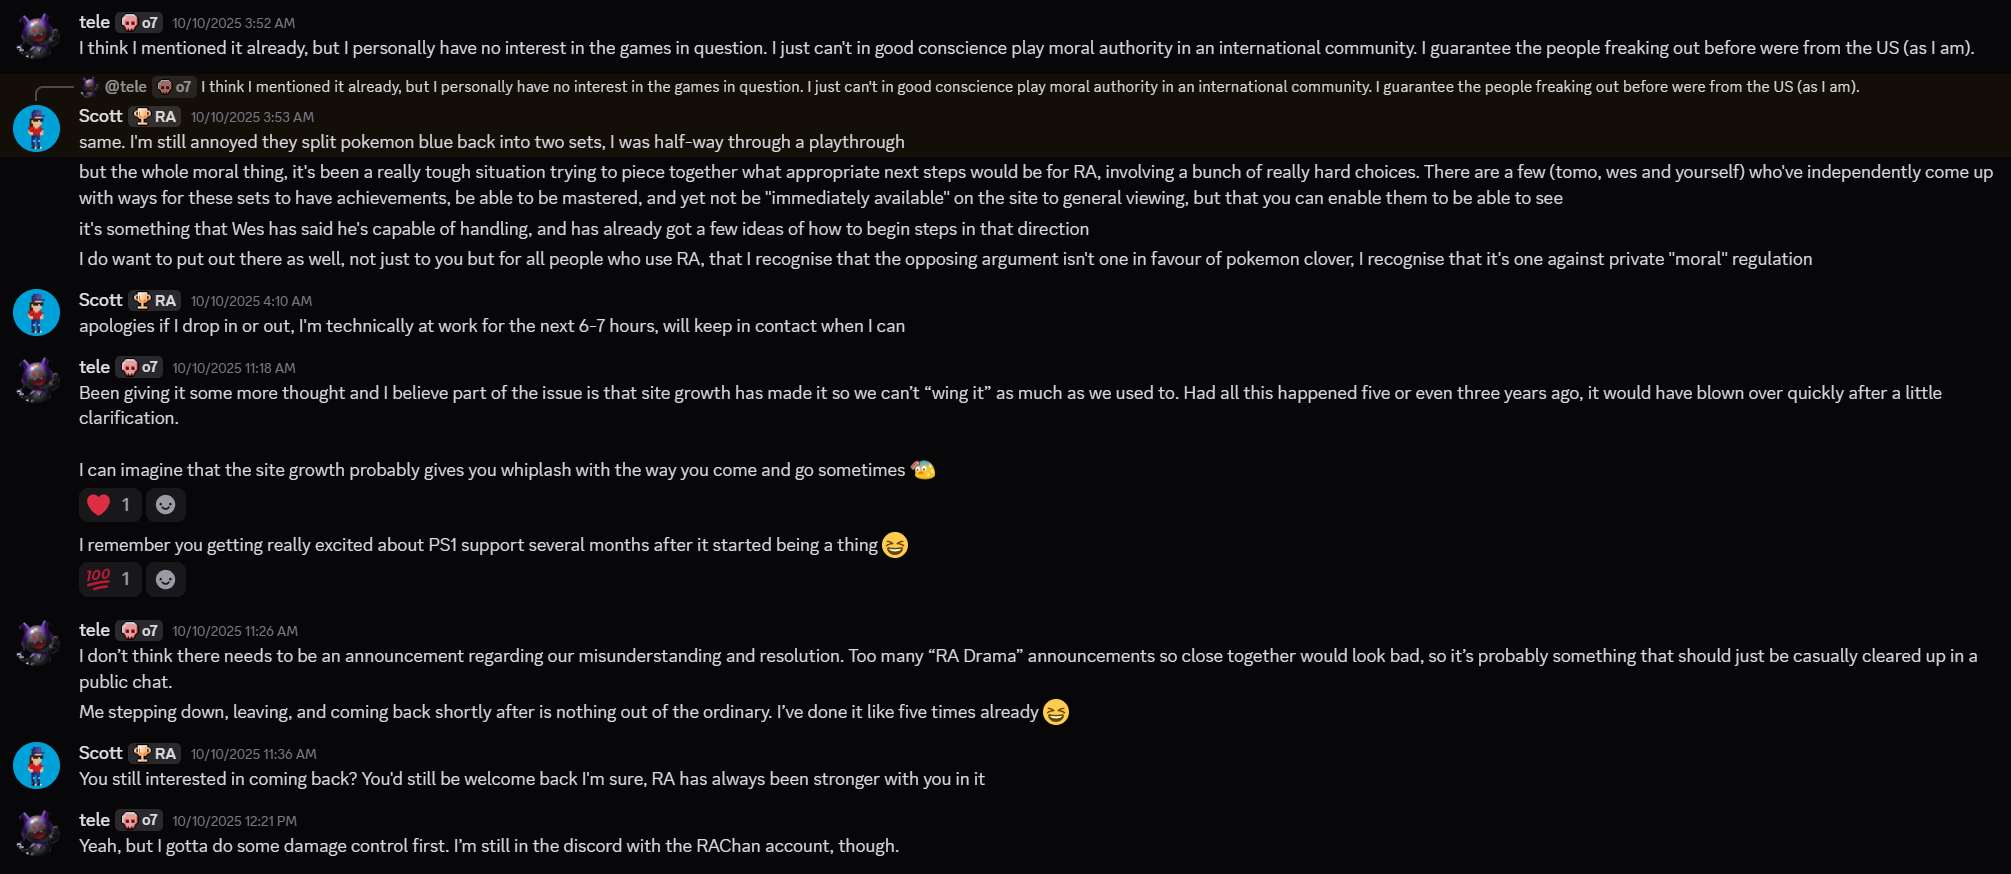 tele o7 10/10/2025 3:52 AM
I think I mentioned it already, but I personally have no interest in the games in question. I just can't in good conscience play moral authority in an international community. I guarantee the people freaking out before were from the US (as I am).
@tele o7 I think I mentioned it already, but I personally have no interest in the games in question. I just can't in good conscience play moral authority in an international community. I guarantee the people freaking out before were from the US (as I am).
Scott RA 10/10/2025 3:53 AM
same. I'm still annoyed they split pokemon blue back into two sets, I was half-way through a playthrough
but the whole moral thing, it's been a really tough situation trying to piece together what appropriate next steps would be for RA, involving a bunch of really hard choices. There are a few (tomo, wes and yourself) who've independently come up
with ways for these sets to have achievements, be able to be mastered, and yet not be "immediately available" on the site to general viewing, but that you can enable them to be able to see
it's something that Wes has said he's capable of handling, and has already got a few ideas of how to begin steps in that direction
I do want to put out there as well, not just to you but for all people who use RA, that I recognise that the opposing argument isn't one in favour of pokemon clover, I recognise that it's one against private "moral" regulation
Scott RA 10/10/2025 4:10 AM
apologies if I drop in or out, I'm technically at work for the next 6-7 hours, will keep in contact when I can
tele o7 10/10/2025 11:18 AM
Been giving it some more thought and I believe part of the issue is that site growth has made it so we can’t “wing it” as much as we used to. Had all this happened five or even three years ago, it would have blown over quickly after a little
clarification.
I can imagine that the site growth probably gives you whiplash with the way you come and go sometimes 🤕
❤️ 1
I remember you getting really excited about PS1 support several months after it started being a thing 😆
💯 1
tele o7 10/10/2025 11:26 AM
I don’t think there needs to be an announcement regarding our misunderstanding and resolution. Too many “RA Drama” announcements so close together would look bad, so it’s probably something that should just be casually cleared up in a
public chat.
Me stepping down, leaving, and coming back shortly after is nothing out of the ordinary. I’ve done it like five times already 😆
Scott RA 10/10/2025 11:36 AM
You still interested in coming back? You'd still be welcome back I'm sure, RA has always been stronger with you in it
tele o7 10/10/2025 12:21 PM
Yeah, but I gotta do some damage control first. I’m still in the discord with the RAChan account, though.